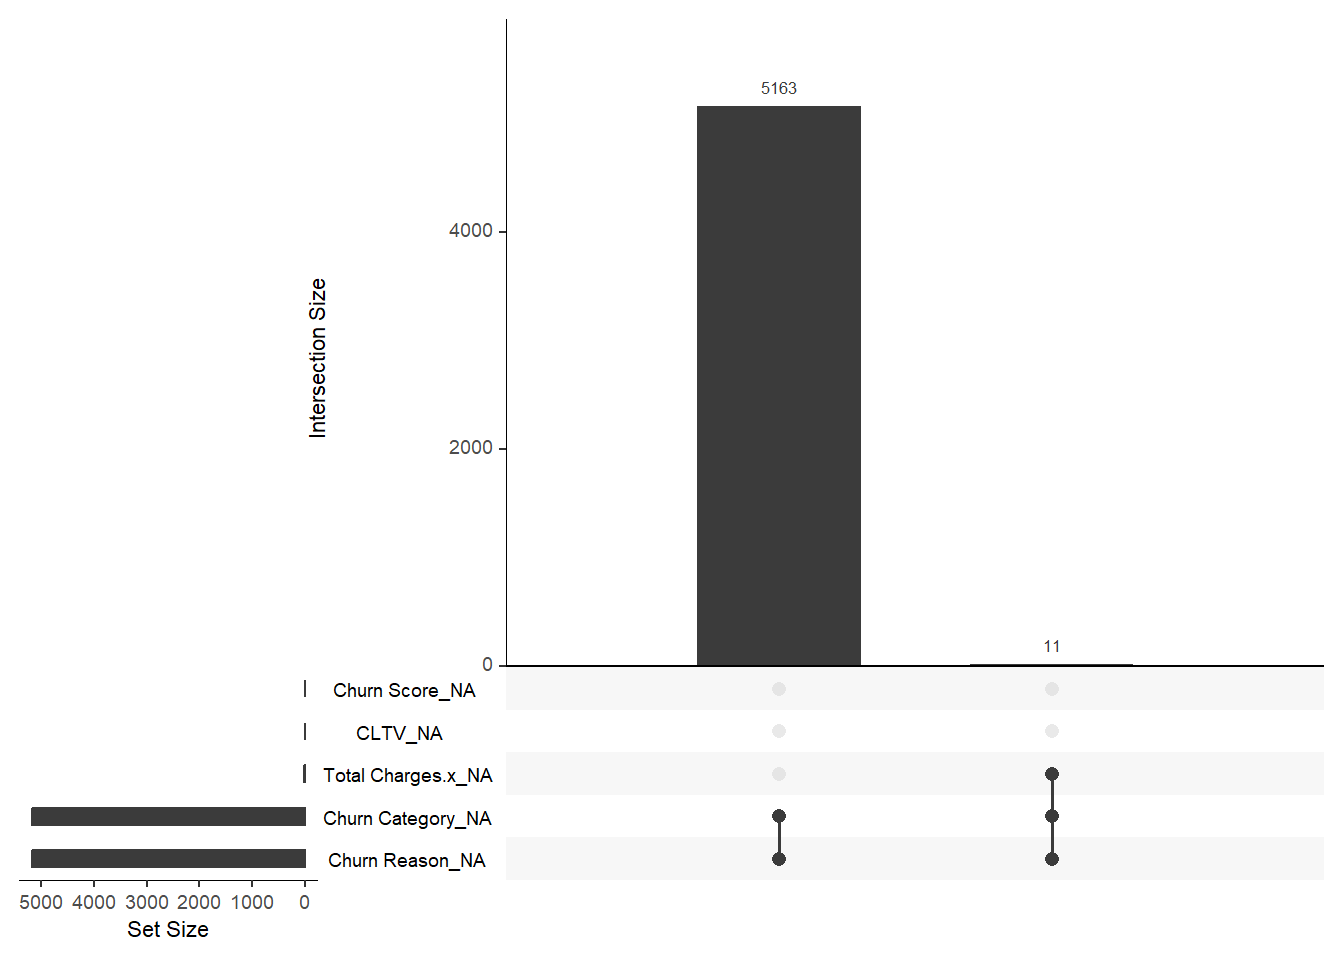 5163
4000
Intersection Size
2000
11
0
Churn Score_NA
CLTV_NA
Total Charges.x_NA
Churn Category_NA
Churn Reason_NA
5000 4000 3000 2000 1000 0
Set Size